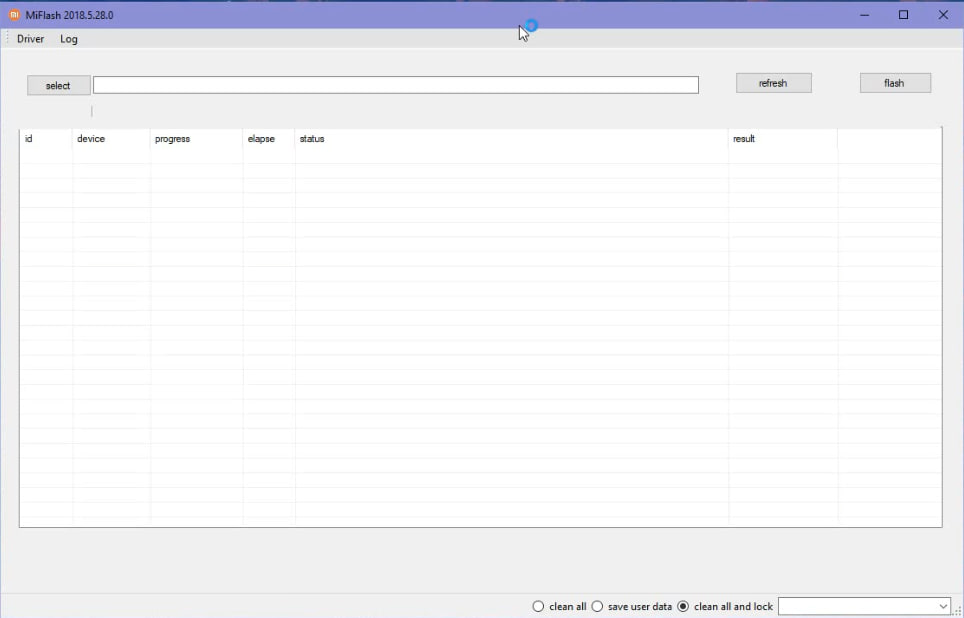 MiFlash 2018.5.28.0
Driver Log
select refresh flash
id device progress elapse status result
clean all save user data clean all and lock